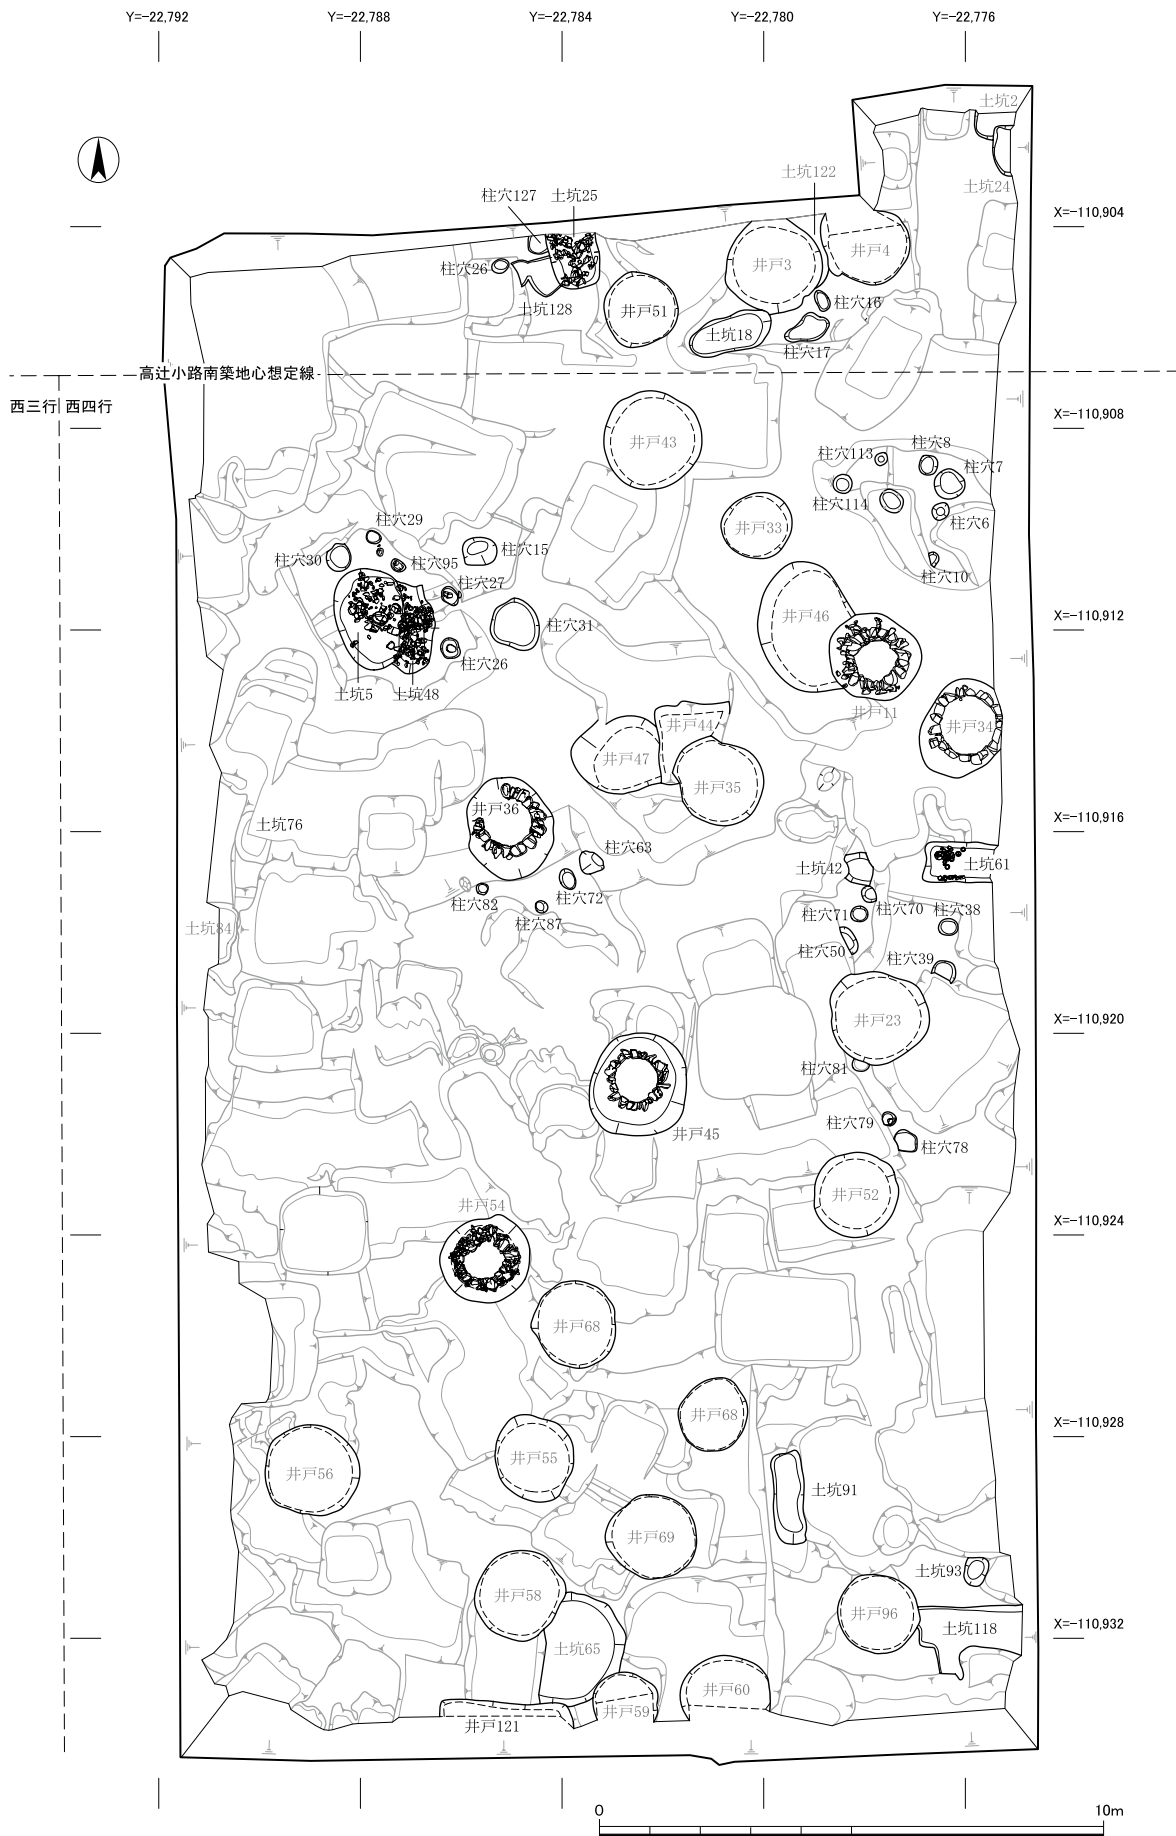 Y=-22,792 Y=-22,788 Y=-22,784 Y=-22,780 Y=-22,776
土坑2
土坑122
土坑24
柱穴127 土坑25
X=-110,904
井戸3
井戸4
柱穴26
土坑128
井戸51
柱穴16
土坑18
柱穴17
高辻小路南築地心想定線
西三行 西四行
X=-110,908
井戸43
柱穴113
柱穴8
柱穴7
柱穴114
柱穴6
井戸33
柱穴29
柱穴30
柱穴95
柱穴15
柱穴10
柱穴27
X=-110,912
井戸46
柱穴31
柱穴26
土坑5 土坑48
井戸11
井戸34
井戸44
井戸47
井戸35
井戸36
X=-110,916
土坑76
柱穴63
土坑42
土坑61
柱穴82
柱穴72
柱穴70
柱穴38
柱穴71
柱穴87
土坑84
柱穴50
柱穴39
X=-110,920
井戸23
柱穴81
柱穴79
井戸45
柱穴78
井戸52
井戸54
X=-110,924
井戸68
井戸68
X=-110,928
井戸55
井戸56
土坑91
井戸69
土坑93
井戸58
井戸96
土坑118
X=-110,932
土坑65
井戸60
井戸59
井戸121
0 10m